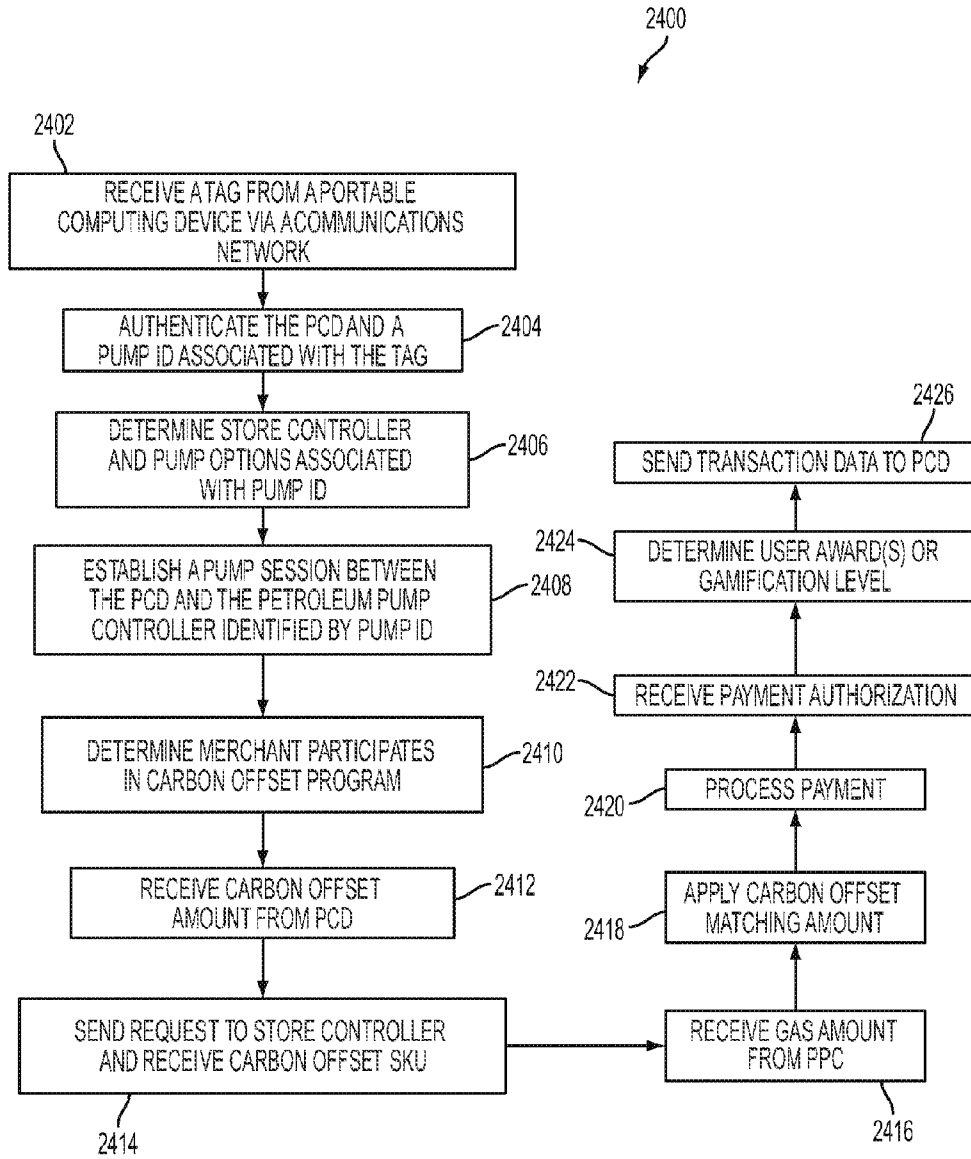 2400
2402
RECEIVE A TAG FROM A PORTABLE
COMPUTING DEVICE VIA A COMMUNICATIONS
NETWORK
AUTHENTICATE THE PCD AND A
PUMP ID ASSOCIATED WITH THE TAG
2404
DETERMINE STORE CONTROLLER
AND PUMP OPTIONS ASSOCIATED
WITH PUMP ID
2406
ESTABLISH A PUMP SESSION BETWEEN
THE PCD AND THE PETROLEUM PUMP
CONTROLLER IDENTIFIED BY PUMP ID
2408
DETERMINE MERCHANT PARTICIPATES
IN CARBON OFFSET PROGRAM
2410
RECEIVE CARBON OFFSET
AMOUNT FROM PCD
2412
SEND REQUEST TO STORE CONTROLLER
AND RECEIVE CARBON OFFSET SKU
2414
RECEIVE GAS AMOUNT
FROM PPC
2416
APPLY CARBON OFFSET
MATCHING AMOUNT
2418
PROCESS PAYMENT
2420
RECEIVE PAYMENT AUTHORIZATION
2422
DETERMINE USER AWARD(S) OR
GAMIFICATION LEVEL
2424
SEND TRANSACTION DATA TO PCD
2426